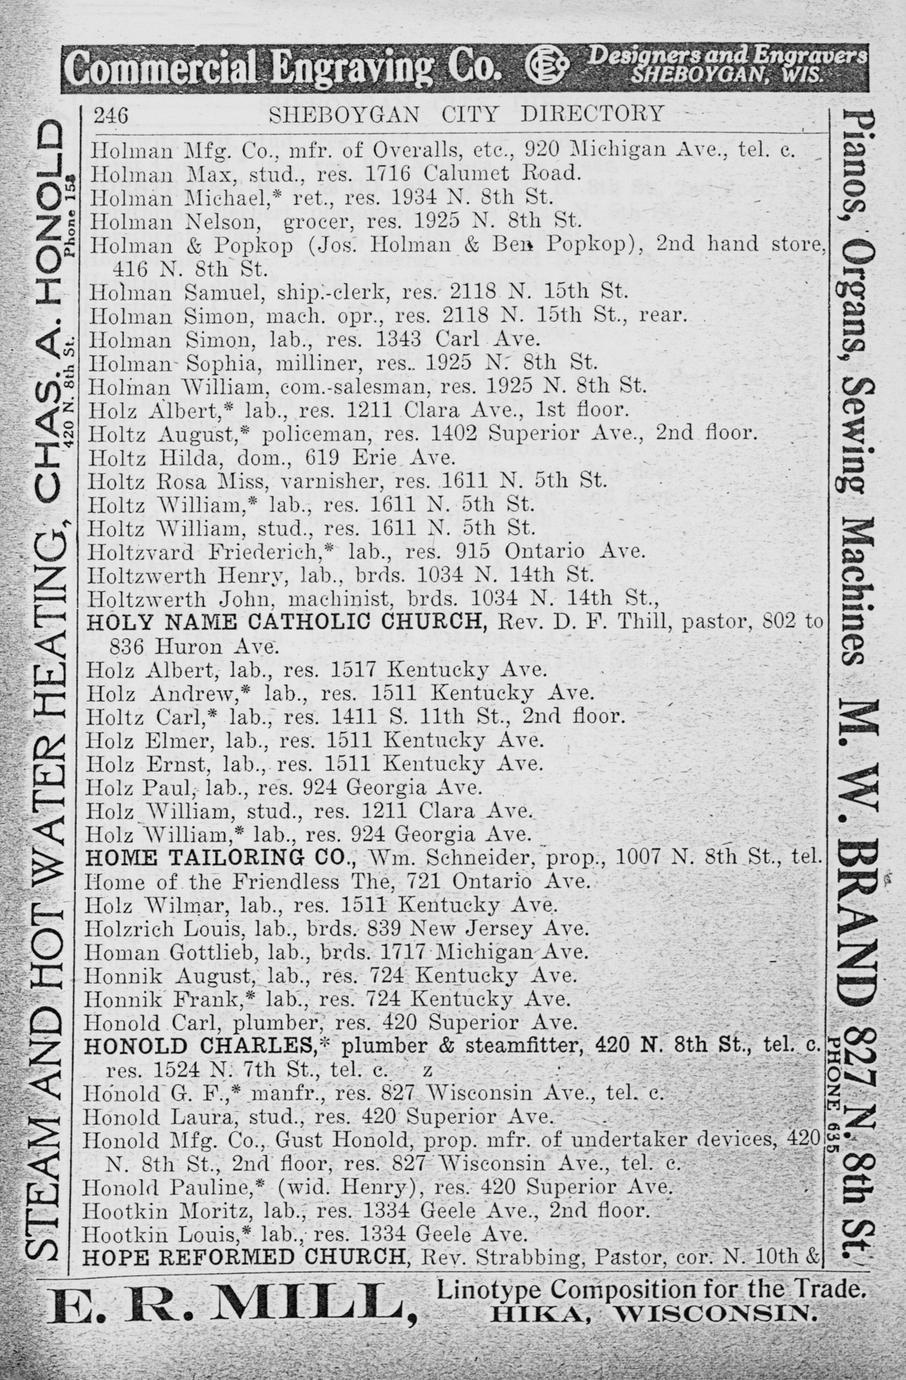 Commercial Engraving Co. CEC Designers and Engravers
SHEBOYGAN, WIS.
246 SHEBOYGAN CITY DIRECTORY
Holman Mfg. Co., mfr. of Overalls, etc., 920 Michigan Ave., tel. c.
Holman Max, stud., res. 1716 Calumet Road.
Holman Michael,* ret., res. 1934 N. 8th St.
Holman Nelson, grocer, res. 1925 N. 8th St.
Holman & Popkop (Jos. Holman & Ben Popkop), 2nd hand store,
416 N. 8th St.
Holman Samuel, ship.-clerk, res. 2118 N. 15th St.
Holman Simon, mach. opr., res. 2118 N. 15th St., rear.
Holman Simon, lab., res. 1343 Carl Ave.
Holman Sophia, milliner, res.. 1925 N. 8th St.
Holman William, com.-salesman, res. 1925 N. 8th St.
Holz Albert,* lab., res. 1211 Clara Ave., 1st floor.
Holtz August,* policeman, res. 1402 Superior Ave., 2nd floor.
Holtz Hilda, dom., 619 Erie Ave.
Holtz Rosa Miss, varnisher, res. 1611 N. 5th St.
Holtz William,* lab., res. 1611 N. 5th St.
Holtz William, stud., res. 1611 N. 5th St.
Holtzvard Friederich,* lab., res. 915 Ontario Ave.
Holtzwerth Henry, lab., brds. 1034 N. 14th St.
Holtzwerth John, machinist, brds. 1034 N. 14th St.,
HOLY NAME CATHOLIC CHURCH, Rev. D. F. Thill, pastor, 802 to
836 Huron Ave.
Holz Albert, lab., res. 1517 Kentucky Ave.
Holz Andrew,* lab., res. 1511 Kentucky Ave.
Holtz Carl,* lab., res. 1411 S. 11th St., 2nd floor.
Holz Elmer, lab., res. 1511 Kentucky Ave.
Holz Ernst, lab., res. 1511 Kentucky Ave.
Holz Paul, lab., res. 924 Georgia Ave.
Holz William, stud., res. 1211 Clara Ave.
Holz William,* lab., res. 924 Georgia Ave.
HOME TAILORING CO., Wm. Schneider, prop., 1007 N. 8th St., tel.
Home of the Friendless The, 721 Ontario Ave.
Holz Wilmar, lab., res. 1511 Kentucky Ave.
Holzrich Louis, lab., brds. 839 New Jersey Ave.
Homan Gottlieb, lab., brds. 1717 Michigan Ave.
Honnik August, lab., res. 724 Kentucky Ave.
Honnik Frank,* lab., res. 724 Kentucky Ave.
Honold Carl, plumber, res. 420 Superior Ave.
HONOLD CHARLES,* plumber & steamfitter, 420 N. 8th St., tel. c.
res. 1524 N. 7th St., tel. c. z
Honold G. F.,* manfr., res. 827 Wisconsin Ave., tel. c.
Honold Laura, stud., res. 420 Superior Ave.
Honold Mfg. Co., Gust Honold, prop. mfr. of undertaker devices, 420
N. 8th St., 2nd floor, res. 827 Wisconsin Ave., tel. c.
Honold Pauline,* (wid. Henry), res. 420 Superior Ave.
Hootkin Moritz, lab., res. 1334 Geele Ave., 2nd floor.
Hootkin Louis,* lab., res. 1334 Geele Ave.
HOPE REFORMED CHURCH, Rev. Strabbing, Pastor, cor. N. 10th &
STEAM AND HOT WATER HEATING, CHAS. A. HONOLD
420 N. 8th St. Phone 158
Pianos, Organs, Sewing Machines M. W. BRAND 827 N. 8th St.
PHONE 635
E. R. MILL, Linotype Composition for the Trade.
HIKA, WISCONSIN.